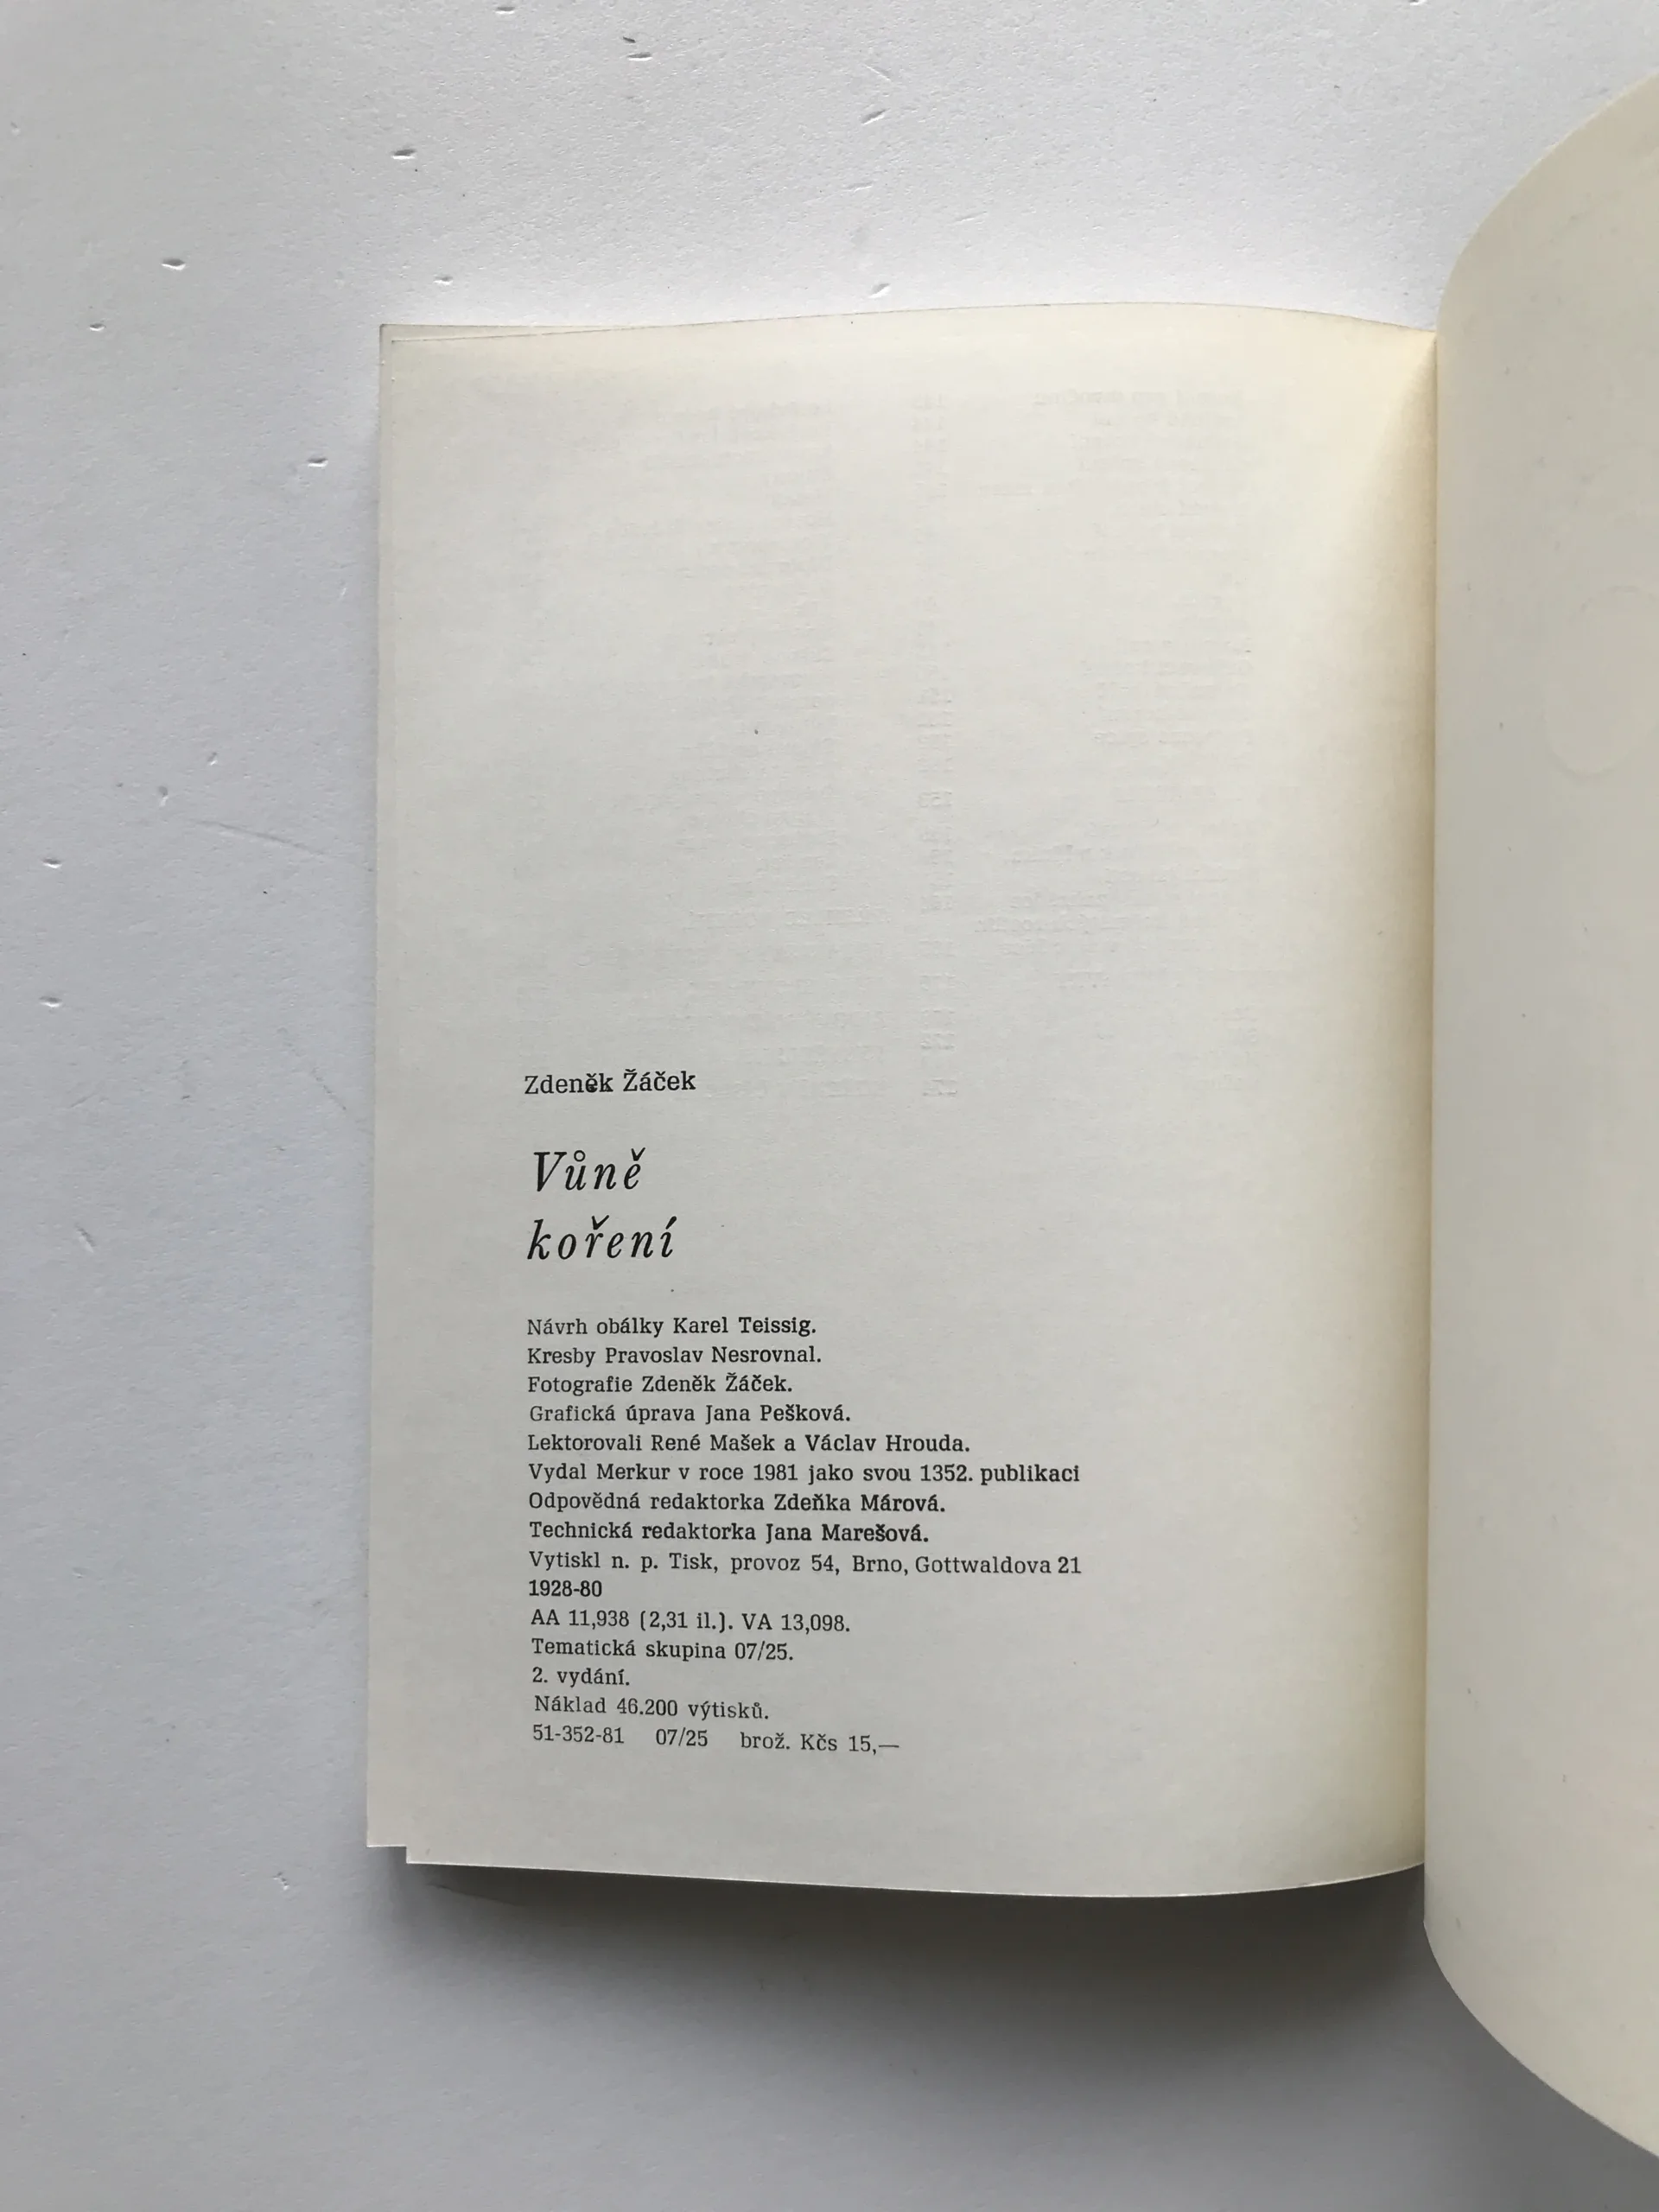 Zdeněk Žáček
Vůně
koření
Návrh obálky Karel Teissig.
Kresby Pravoslav Nesrovnal.
Fotografie Zdeněk Žáček.
Grafická úprava Jana Pešková.
Lektorovali René Mašek a Václav Hrouda.
Vydal Merkur v roce 1981 jako svou 1352. publikaci
Odpovědná redaktorka Zdeňka Márová.
Technická redaktorka Jana Marešová.
Vytiskl n. p. Tisk, provoz 54, Brno, Gottwaldova 21
1928-80
AA 11,938 (2,31 il.). VA 13,098.
Tematická skupina 07/25.
2. vydání.
Náklad 46.200 výtisků.
51-352-81 07/25 brož. Kčs 15,—